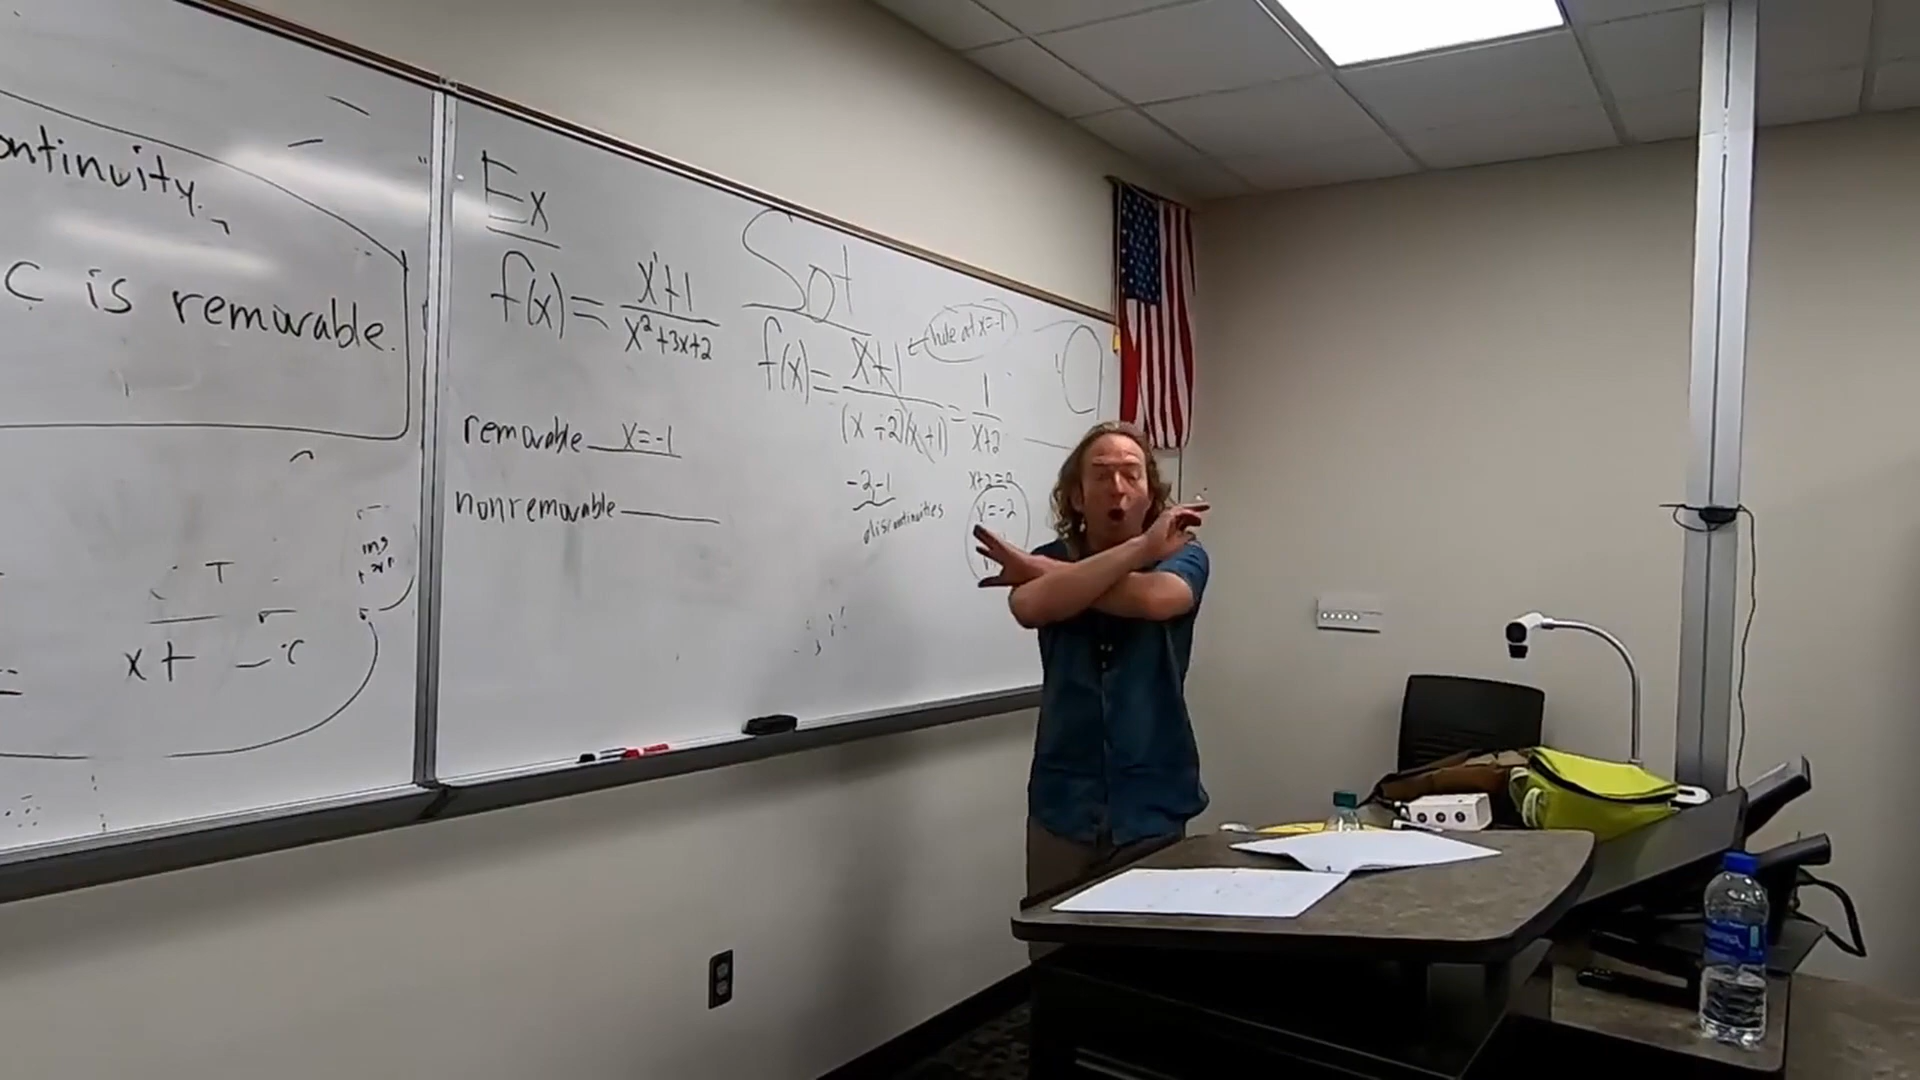 continuity.
c is removable.
x+
Ex
f(x) = x+1 / x²+3x+2
removable x=-1
nonremovable
Sol
f(x) = x+1 / (x+2)(x+1) = 1 / x+2
hole at x=-1
-2,-1
discontinuities
x+2=0
x=-2